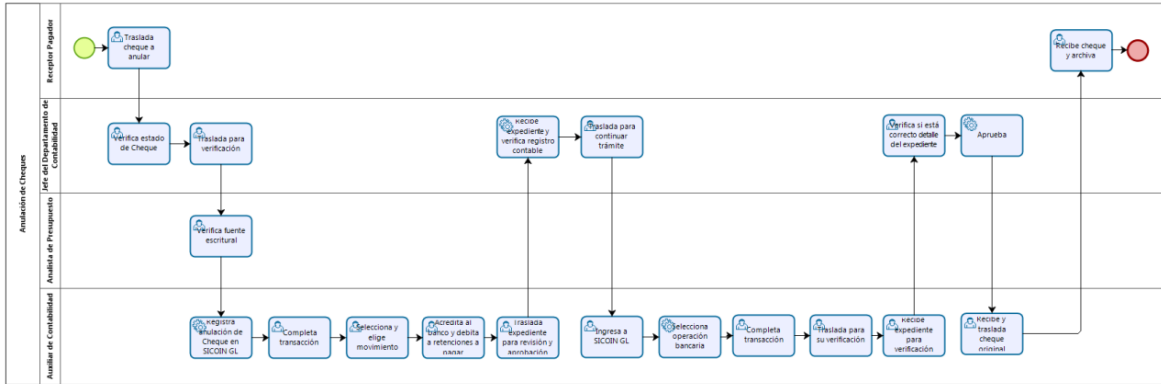 Anulación de Cheques
Receptor Pagador
Traslada
cheque a
anular
Recibe cheque
y archiva
Jefe del Departamento de
Contabilidad
Verifica estado
de Cheque
Traslada para
verificación
Recibe
expediente y
verifica registro
contable
Traslada para
continuar
trámite
Verifica si está
correcto detalle
del expediente
Aprueba
Analista de Presupuesto
Verifica fuente
escritural
Auxiliar de Contabilidad
Registra
anulación de
Cheque en
SICOIN GL
Completa
transacción
Selecciona y
elige
movimiento
Acredita al
banco y debita
a retenciones a
pagar
Traslada
expediente
para revisión y
aprobación
Ingresa a
SICOIN GL
Selecciona
operación
bancaria
Completa
transacción
Traslada para
su verificación
Recibe
expediente
para
verificación
Recibe y
traslada
cheque
original